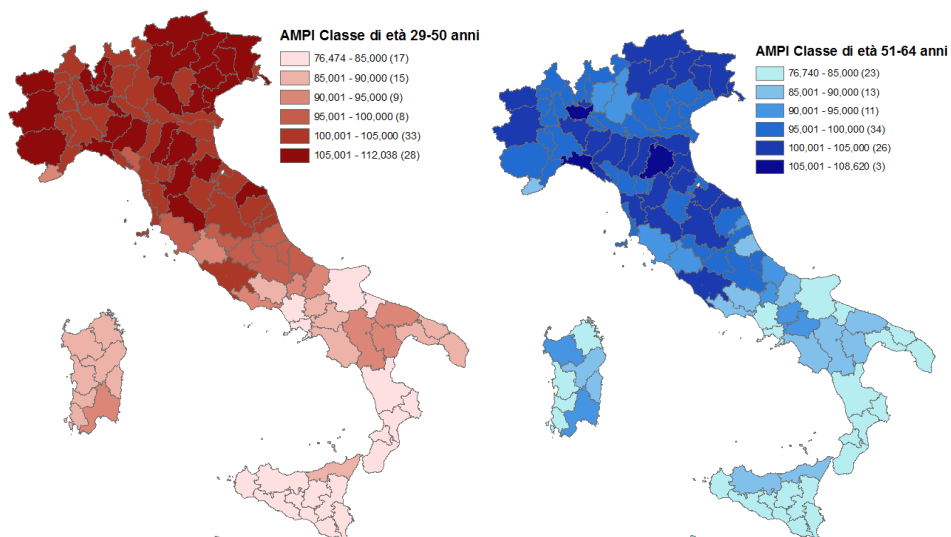 AMPI Classe di età 29-50 anni
76,474 - 85,000 (17)
85,001 - 90,000 (15)
90,001 - 95,000 (9)
95,001 - 100,000 (8)
100,001 - 105,000 (33)
105,001 - 112,038 (28)
AMPI Classe di età 51-64 anni
76,740 - 85,000 (23)
85,001 - 90,000 (13)
90,001 - 95,000 (11)
95,001 - 100,000 (34)
100,001 - 105,000 (26)
105,001 - 108,620 (3)